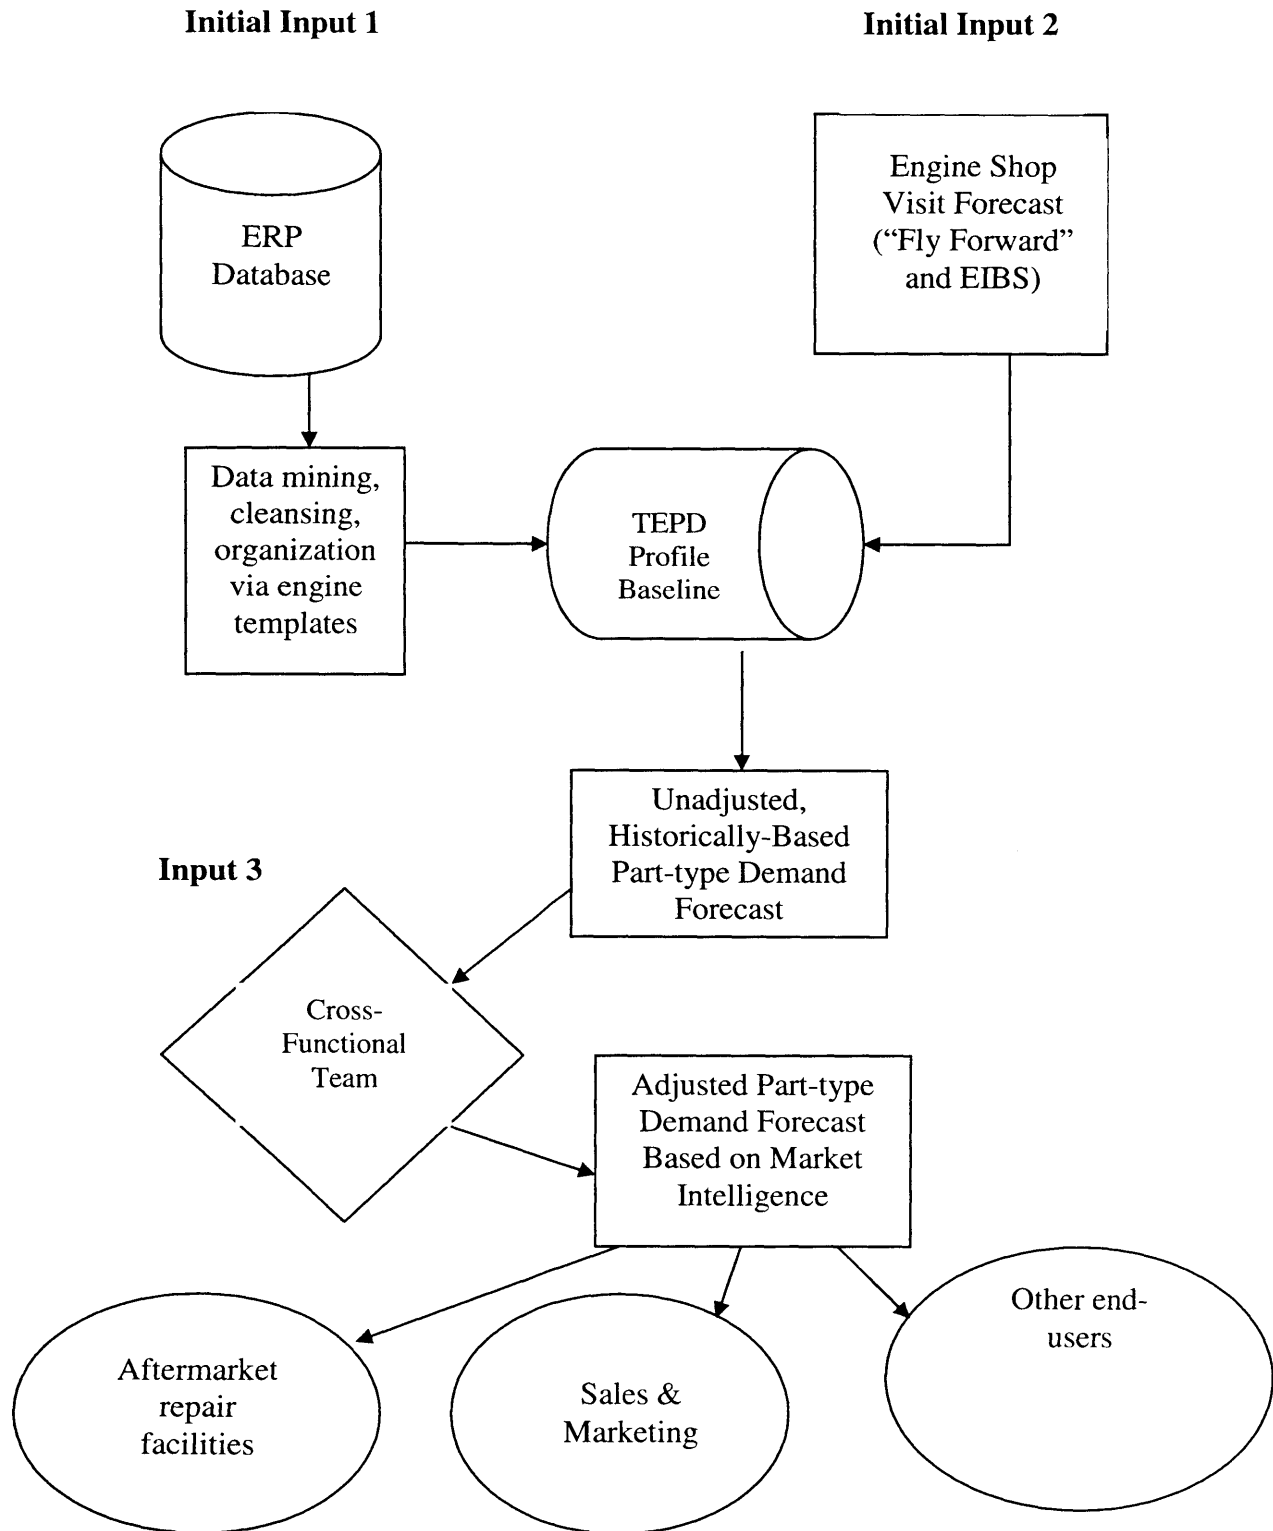 Initial Input 1
Initial Input 2
ERP
Database
Engine Shop
Visit Forecast
(“Fly Forward”
and EIBS)
Data mining,
cleansing,
organization
via engine
templates
TEPD
Profile
Baseline
Unadjusted,
Historically-Based
Part-type Demand
Forecast
Input 3
Cross-
Functional
Team
Adjusted Part-type
Demand Forecast
Based on Market
Intelligence
Aftermarket
repair
facilities
Sales &
Marketing
Other end-
users